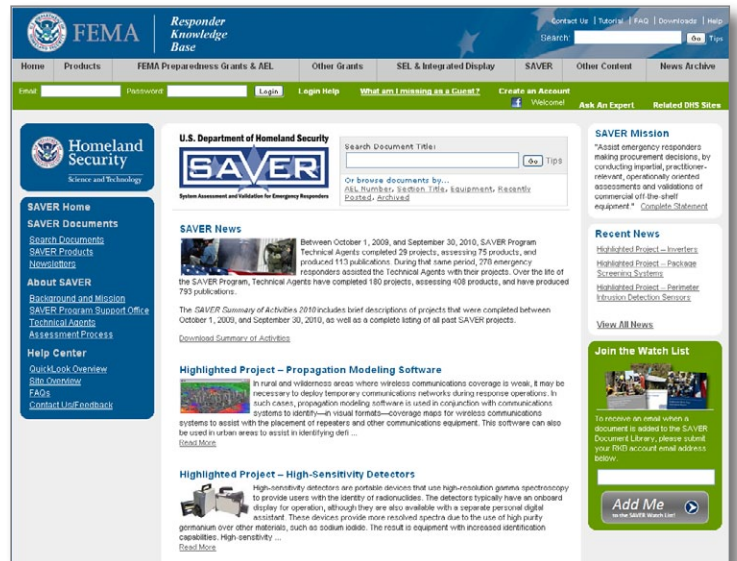 FEMA
Responder
Knowledge
Base
Contact Us | Tutorial | FAQ | Downloads | Help
Search:
Go Tips
Home Products FEMA Preparedness Grants & AEL Other Grants SEL & Integrated Display SAVER Other Content News Archive
Email Password Login Login Help What am I missing as a Guest? Create an Account
Welcome! Ask An Expert Related DHS Sites
Homeland
Security
Science and Technology
SAVER Home
SAVER Documents
Search Documents
SAVER Products
Newsletters
About SAVER
Background and Mission
SAVER Program Support Office
Technical Agents
Assessment Process
Help Center
QuickLook Overview
Site Overview
FAQs
Contact Us/Feedback
U.S. Department of Homeland Security
SAVER
System Assessment and Validation for Emergency Responders
Search Document Title:
Go Tips
Or browse documents by...
AEL Number, Section Title, Equipment, Recently
Posted, Archived
SAVER News
Between October 1, 2009, and September 30, 2010, SAVER Program
Technical Agents completed 29 projects, assessing 75 products, and
produced 113 publications. During that same period, 270 emergency
responders assisted the Technical Agents with their projects. Over the life of
the SAVER Program, Technical Agents have completed 180 projects, assessing 408 products, and have produced
793 publications.
The SAVER Summary of Activities 2010 includes brief descriptions of projects that were completed between
October 1, 2009, and September 30, 2010, as well as a complete listing of all past SAVER projects.
Download Summary of Activities
Highlighted Project – Propagation Modeling Software
In rural and wilderness areas where wireless communications coverage is weak, it may be
necessary to deploy temporary communications networks during response operations. In
such cases, propagation modeling software is used in conjunction with communications
systems to identify—in visual formats—coverage maps for wireless communications
systems to assist with the placement of repeaters and other communications equipment. This software can also
be used in urban areas to assist in identifying defi ...
Read More
Highlighted Project – High-Sensitivity Detectors
High-sensitivity detectors are portable devices that use high-resolution gamma spectroscopy
to provide users with the identity of radionuclides. The detectors typically have an onboard
display for operation, although they are also available with a separate personal digital
assistant. These devices provide more resolved spectra due to the use of high purity
germanium over other materials, such as sodium iodide. The result is equipment with increased identification
capabilities. High-sensitivity ...
Read More
SAVER Mission
"Assist emergency responders
making procurement decisions, by
conducting impartial, practitioner-
relevant, operationally oriented
assessments and validations of
commercial off-the-shelf
equipment." Complete Statement
Recent News
Highlighted Project – Inverters
Highlighted Project – Package
Screening Systems
Highlighted Project – Perimeter
Intrusion Detection Sensors
View All News
Join the Watch List
To receive an email when a
document is added to the SAVER
Document Library, please submit
your RKB account email address
below.
Add Me
to the SAVER Watch List!